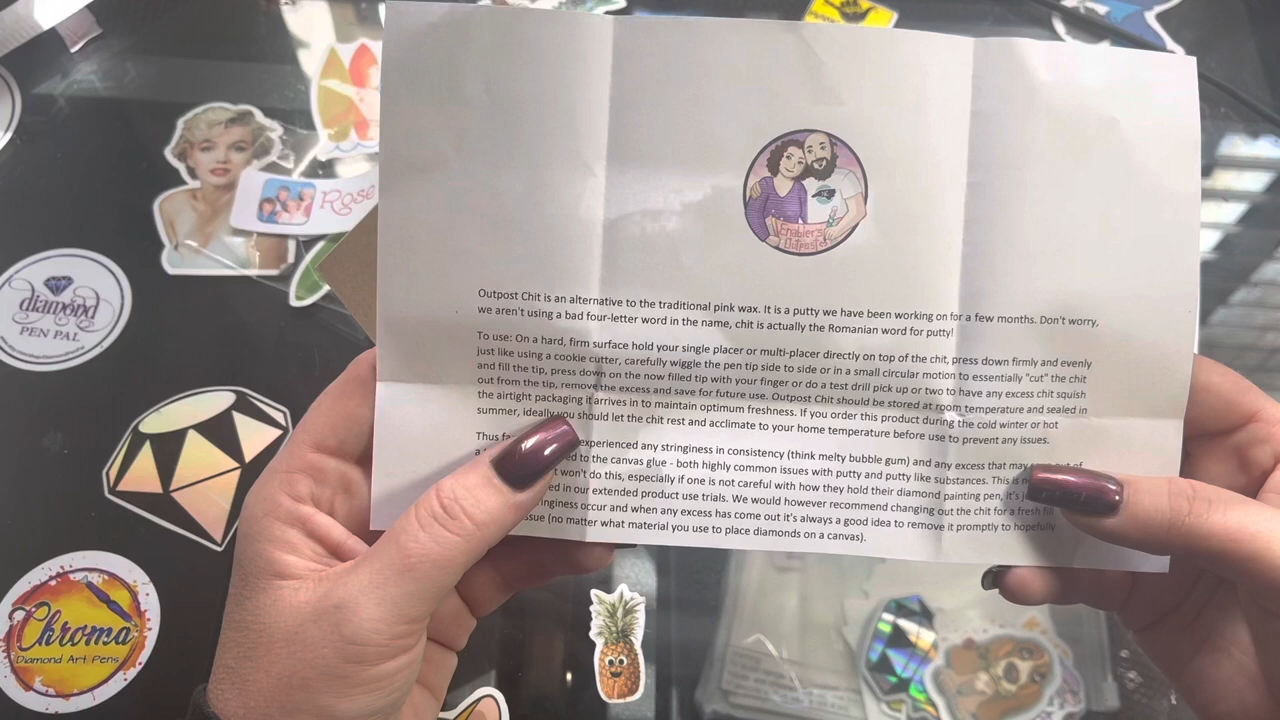 Rose
Enabler's
Outpost
diamond
PEN PAL
Outpost Chit is an alternative to the traditional pink wax. It is a putty we have been working on for a few months. Don't worry,
we aren't using a bad four-letter word in the name, chit is actually the Romanian word for putty!
To use: On a hard, firm surface hold your single placer or multi-placer directly on top of the chit, press down firmly and evenly
just like using a cookie cutter, carefully wiggle the pen tip side to side or in a small circular motion to essentially "cut" the chit
and fill the tip, press down on the now filled tip with your finger or do a test drill pick up or two to have any excess chit squish
out from the tip, remove the excess and save for future use. Outpost Chit should be stored at room temperature and sealed in
the airtight packaging it arrives in to maintain optimum freshness. If you order this product during the cold winter or hot
summer, ideally you should let the chit rest and acclimate to your home temperature before use to prevent any issues.
Thus experienced any stringiness in consistency (think melty bubble gum) and any excess that may
to the canvas glue - both highly common issues with putty and putty like substances. This is
won't do this, especially if one is not careful with how they hold their diamond painting pen, it's
in our extended product use trials. We would however recommend changing out the chit for a fresh fill
occur and when any excess has come out it's always a good idea to remove it promptly to hopefully
(no matter what material you use to place diamonds on a canvas).
Chroma
Diamond Art Pens